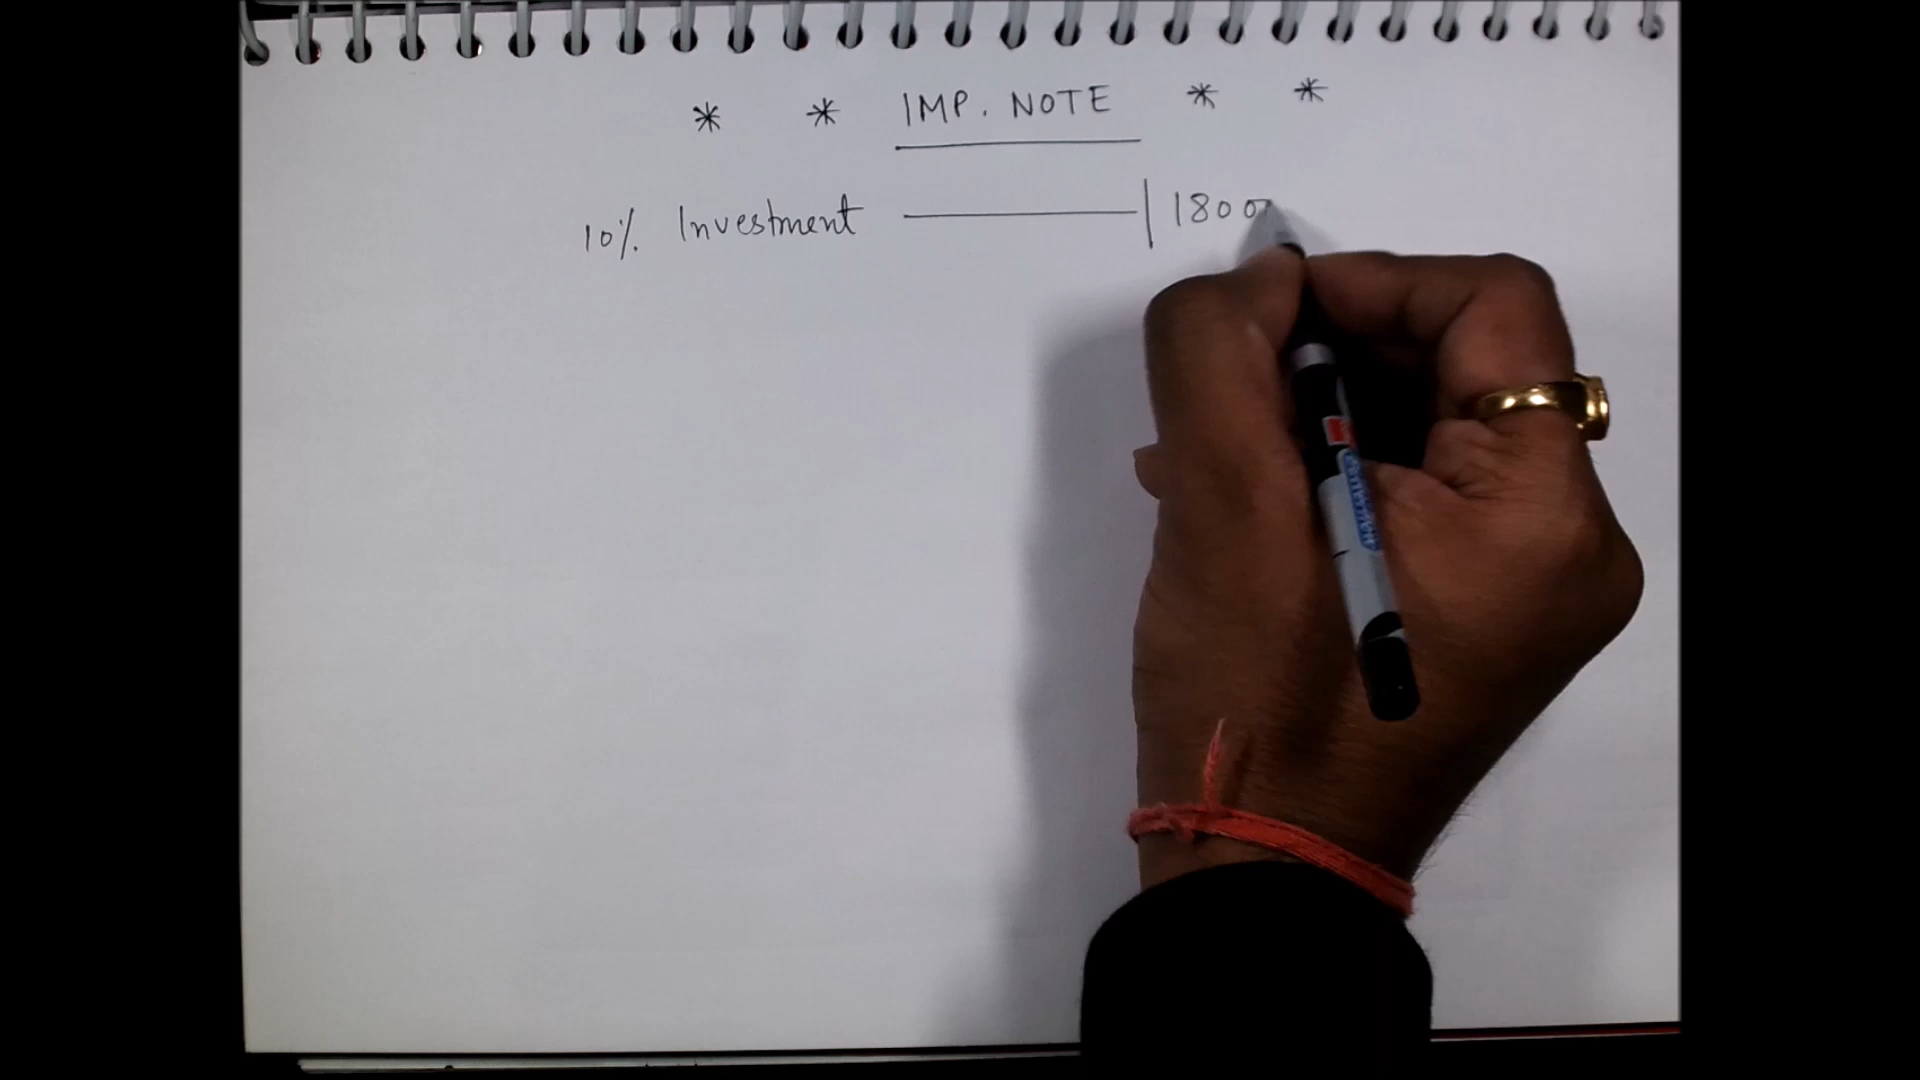 * * IMP. NOTE * *
10% Investment —— | 1800